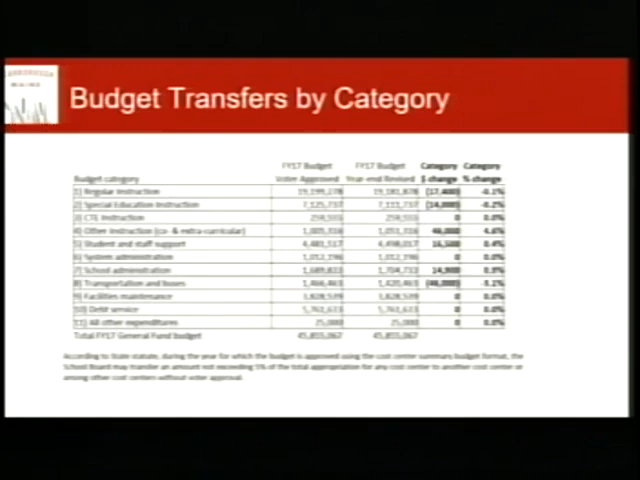 Budget Transfers by Category
FY17 Budget FY17 Budget Category Category
Budget category Voter Approved Year-end Revised $ change % change
1) Regular Instruction 19,199,278 19,181,878 (17,400) -0.1%
2) Special Education Instruction 7,125,737 7,111,737 (14,000) -0.2%
3) CTE Instruction 0 0.0%
4) Other Instruction (co- & extra-curricular) 1,005,316 1,051,316 46,000 4.6%
5) Student and staff support 4,481,517 4,498,017 16,500 0.4%
6) System administration 1,012,196 1,012,196 0 0.0%
7) School administration 1,689,833 1,704,733 14,900 0.9%
8) Transportation and buses 1,466,463 1,420,463 (46,000) -3.1%
9) Facilities maintenance 3,828,539 3,828,539 0 0.0%
10) Debt service 5,761,633 5,761,633 0 0.0%
11) All other expenditures 25,000 25,000 0 0.0%
Total FY17 General Fund budget 45,855,067 45,855,067
According to State statute, during the year for which the budget is approved using the cost center summary budget format, the
School Board may transfer an amount not exceeding 5% of the total appropriation for any cost center to another cost center or
among other cost centers without voter approval.